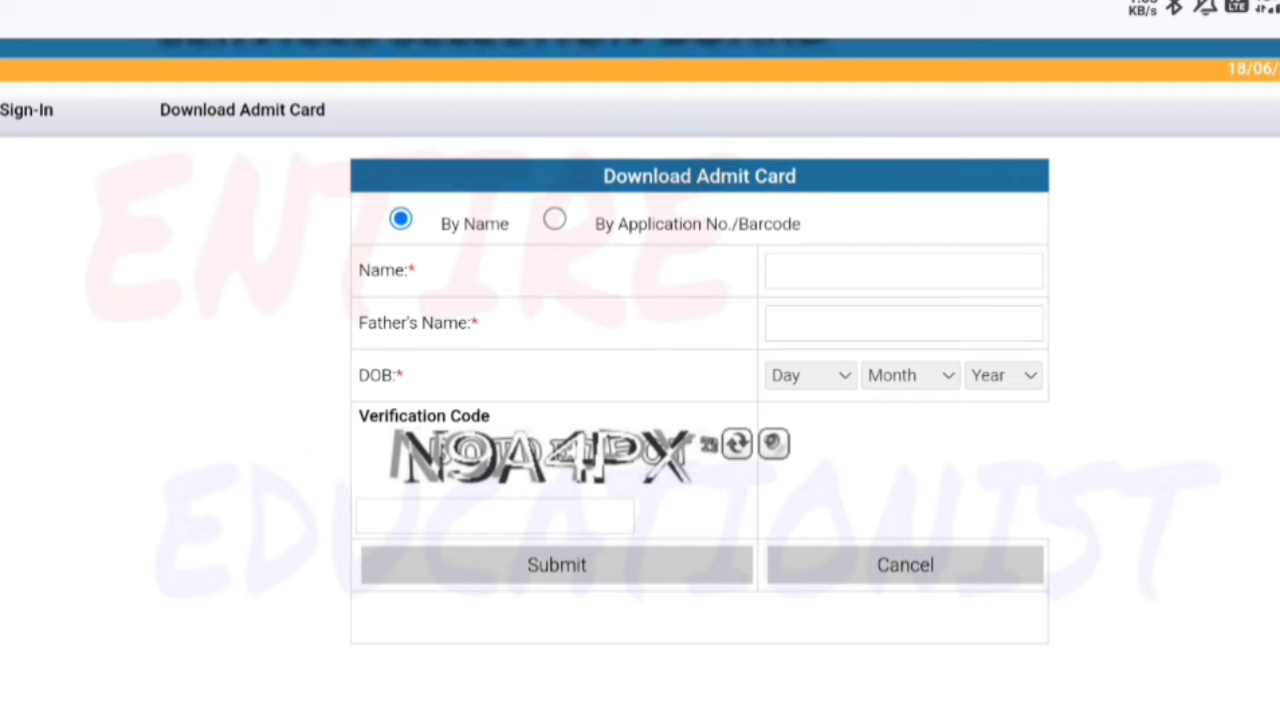 KB/s
18/06/
Sign-In Download Admit Card
Download Admit Card
By Name By Application No./Barcode
Name:*
Father's Name:*
DOB:* Day Month Year
Verification Code
N9A4PX
Submit Cancel
ENTIRE
EDUCATIONIST